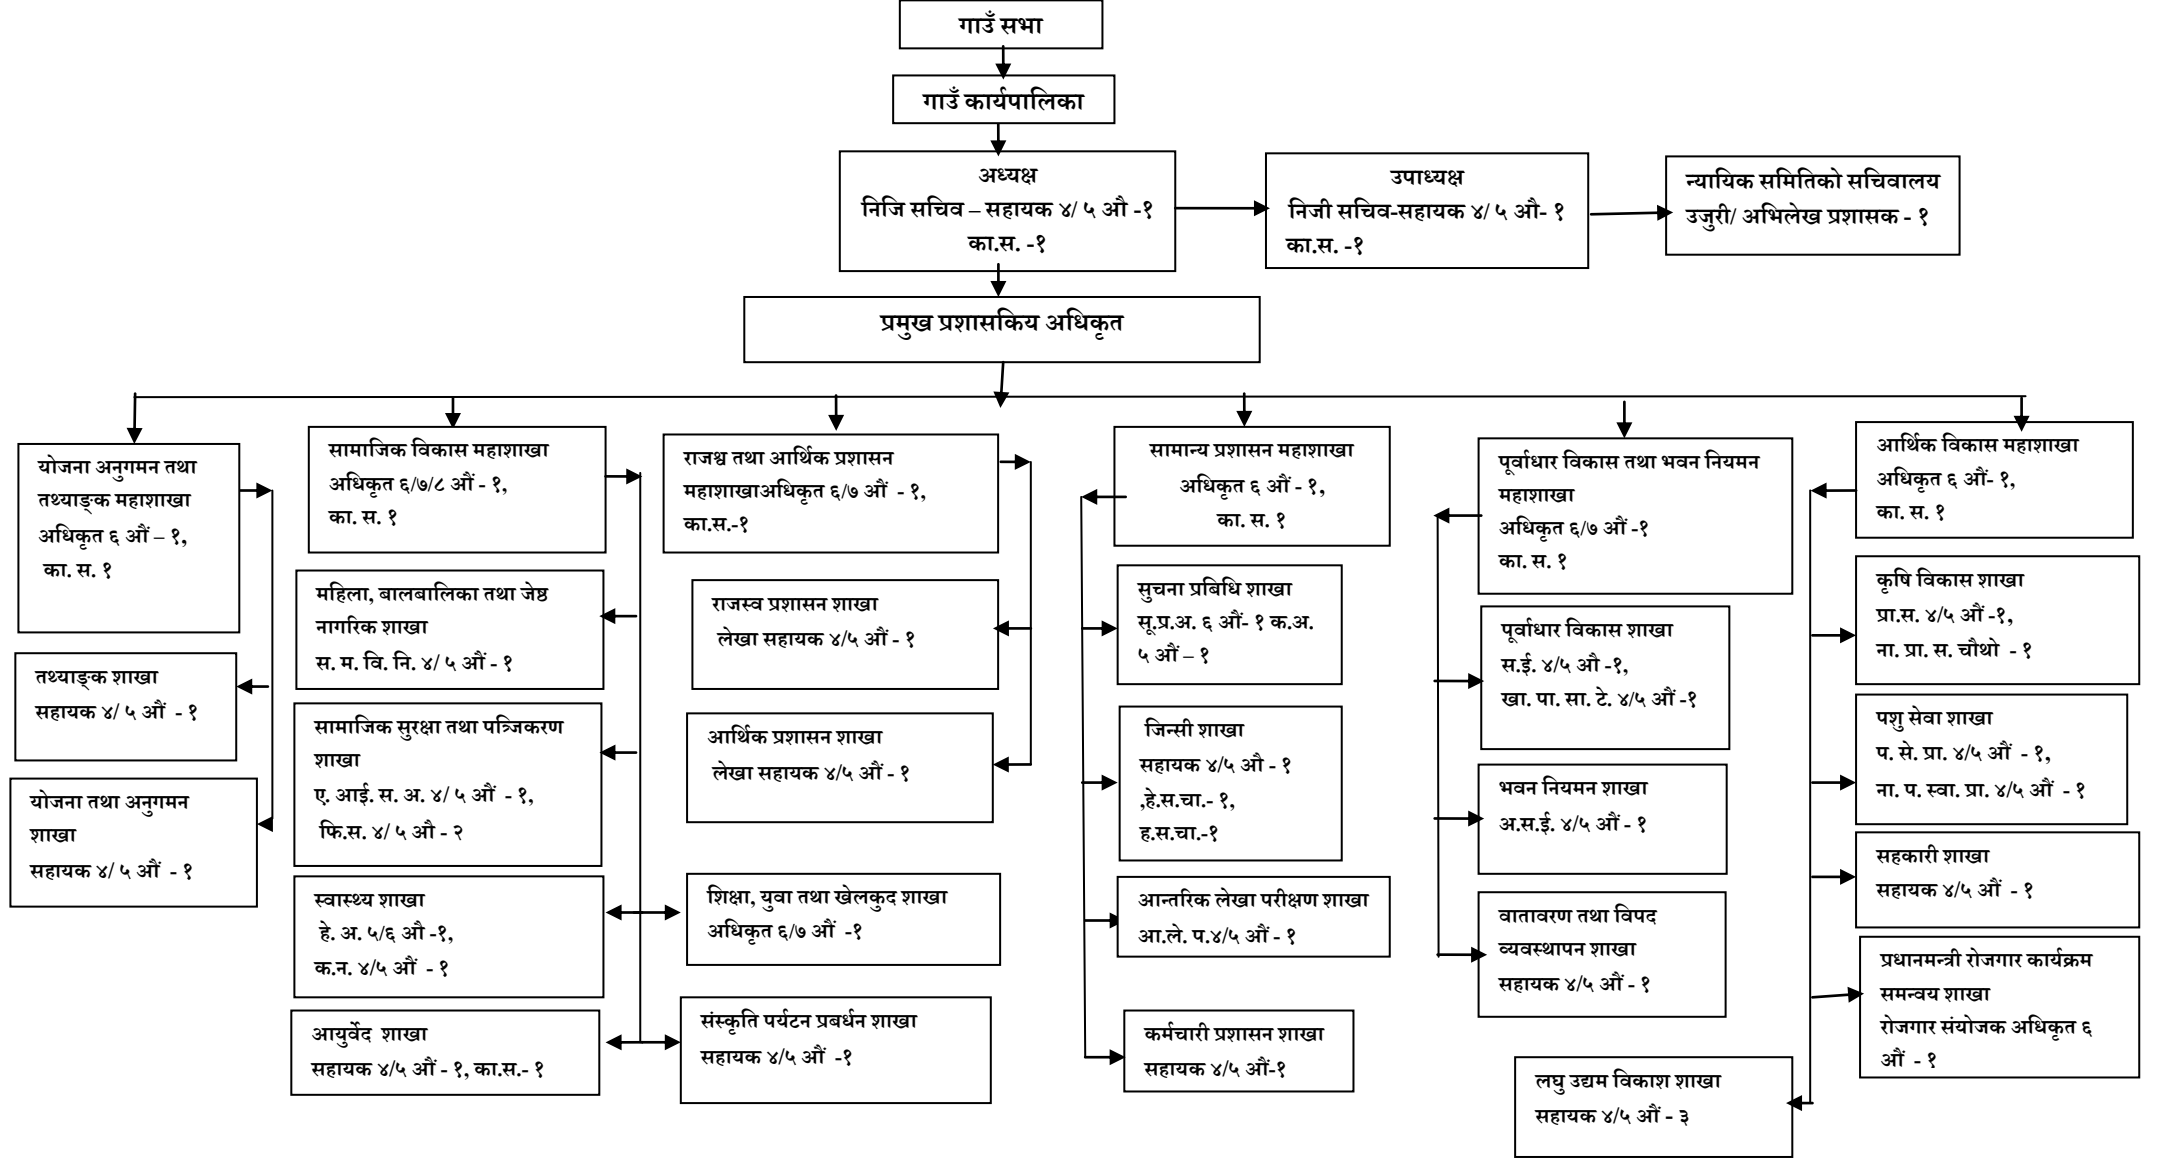 गाउँ सभा
गाउँ कार्यपालिका
अध्यक्ष
निजि सचिव – सहायक ४/ ५ औ -१
का.स. -१
उपाध्यक्ष
निजी सचिव-सहायक ४/ ५ औ- १
का.स. -१
न्यायिक समितिको सचिवालय
उजुरी/ अभिलेख प्रशासक - १
प्रमुख प्रशासकिय अधिकृत
योजना अनुगमन तथा
तथ्याङ्क महाशाखा
अधिकृत ६ औं – १,
का. स. १
तथ्याङ्क शाखा
सहायक ४/ ५ औं - १
योजना तथा अनुगमन
शाखा
सहायक ४/ ५ औं - १
सामाजिक विकास महाशाखा
अधिकृत ६/७/८ औं - १,
का. स. १
महिला, बालबालिका तथा जेष्ठ
नागरिक शाखा
स. म. वि. नि. ४/ ५ औं - १
सामाजिक सुरक्षा तथा पञ्जिकरण
शाखा
ए. आई. स. अ. ४/ ५ औं - १,
फि.स. ४/ ५ औ - २
स्वास्थ्य शाखा
हे. अ. ५/६ औ -१,
क.न. ४/५ औं - १
आयुर्वेद शाखा
सहायक ४/५ औं - १, का.स.- १
राजश्व तथा आर्थिक प्रशासन
महाशाखाअधिकृत ६/७ औं - १,
का.स.-१
राजस्व प्रशासन शाखा
लेखा सहायक ४/५ औं - १
आर्थिक प्रशासन शाखा
लेखा सहायक ४/५ औं - १
शिक्षा, युवा तथा खेलकुद शाखा
अधिकृत ६/७ औं -१
संस्कृति पर्यटन प्रबर्धन शाखा
सहायक ४/५ औं -१
सामान्य प्रशासन महाशाखा
अधिकृत ६ औं - १,
का. स. १
सुचना प्रबिधि शाखा
सू.प्र.अ. ६ औं- १ क.अ.
५ औं – १
जिन्सी शाखा
सहायक ४/५ औ - १
,हे.स.चा.- १,
ह.स.चा.-१
आन्तरिक लेखा परीक्षण शाखा
आ.ले. प.४/५ औं - १
कर्मचारी प्रशासन शाखा
सहायक ४/५ औं-१
पूर्वाधार विकास तथा भवन नियमन
महाशाखा
अधिकृत ६/७ औं -१
का. स. १
पूर्वाधार विकास शाखा
स.ई. ४/५ औ -१,
खा. पा. सा. टे. ४/५ औं -१
भवन नियमन शाखा
अ.स.ई. ४/५ औं - १
वातावरण तथा विपद
व्यवस्थापन शाखा
सहायक ४/५ औं - १
लघु उद्यम विकाश शाखा
सहायक ४/५ औं - ३
आर्थिक विकास महाशाखा
अधिकृत ६ औं- १,
का. स. १
कृषि विकास शाखा
प्रा.स. ४/५ औं -१,
ना. प्रा. स. चौथो - १
पशु सेवा शाखा
प. से. प्रा. ४/५ औं - १,
ना. प. स्वा. प्रा. ४/५ औं - १
सहकारी शाखा
सहायक ४/५ औं - १
प्रधानमन्त्री रोजगार कार्यक्रम
समन्वय शाखा
रोजगार संयोजक अधिकृत ६
औं - १